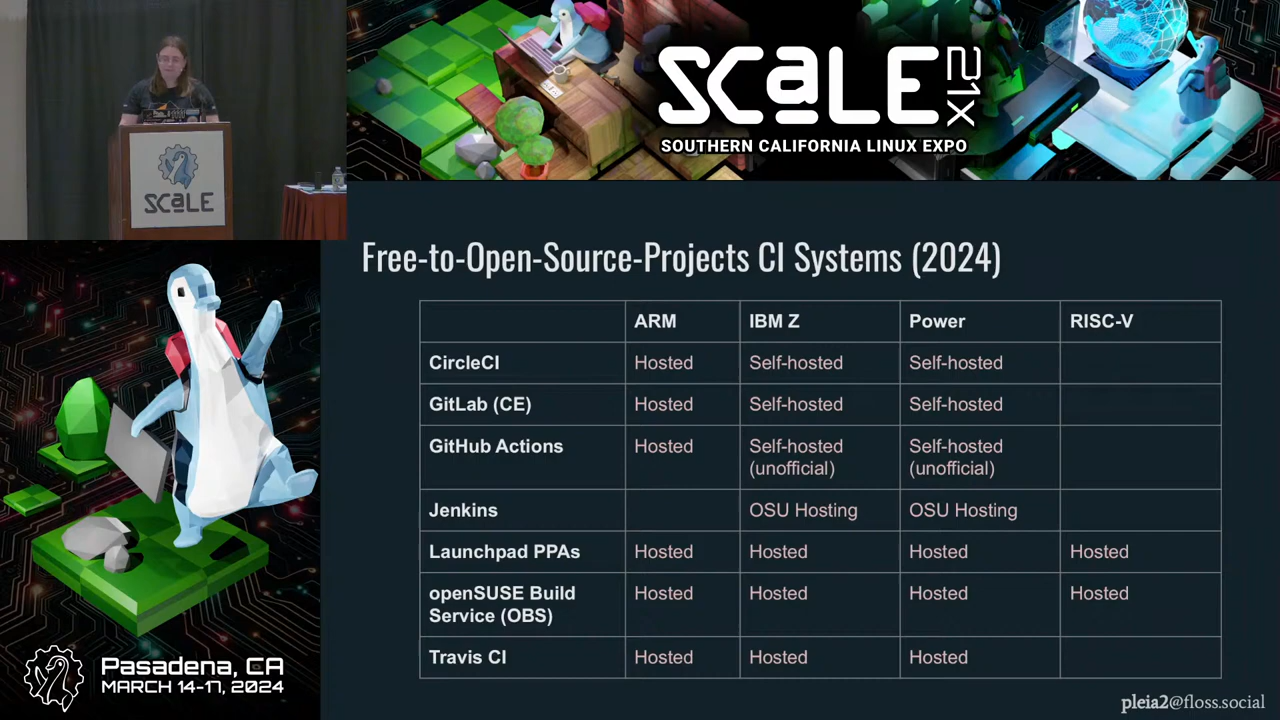 SCALE 21X
SOUTHERN CALIFORNIA LINUX EXPO
SCALE
Free-to-Open-Source-Projects CI Systems (2024)
ARM IBM Z Power RISC-V
CircleCI Hosted Self-hosted Self-hosted
GitLab (CE) Hosted Self-hosted Self-hosted
GitHub Actions Hosted Self-hosted Self-hosted
(unofficial) (unofficial)
Jenkins OSU Hosting OSU Hosting
Launchpad PPAs Hosted Hosted Hosted Hosted
openSUSE Build Hosted Hosted Hosted Hosted
Service (OBS)
Travis CI Hosted Hosted Hosted
Pasadena, CA
MARCH 14-17, 2024
pleia2@floss.social